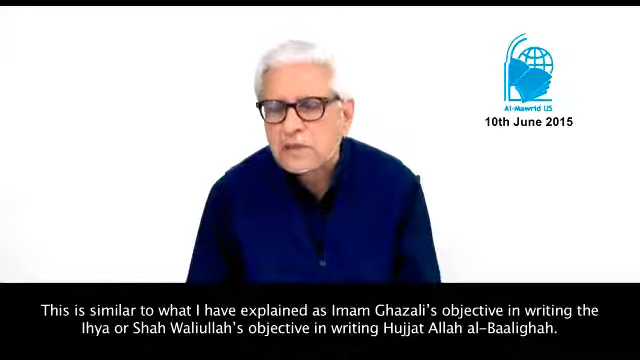 Al-Mawrid US
10th June 2015
This is similar to what I have explained as Imam Ghazali's objective in writing the
Ihya or Shah Waliullah's objective in writing Hujjat Allah al-Baalighah.